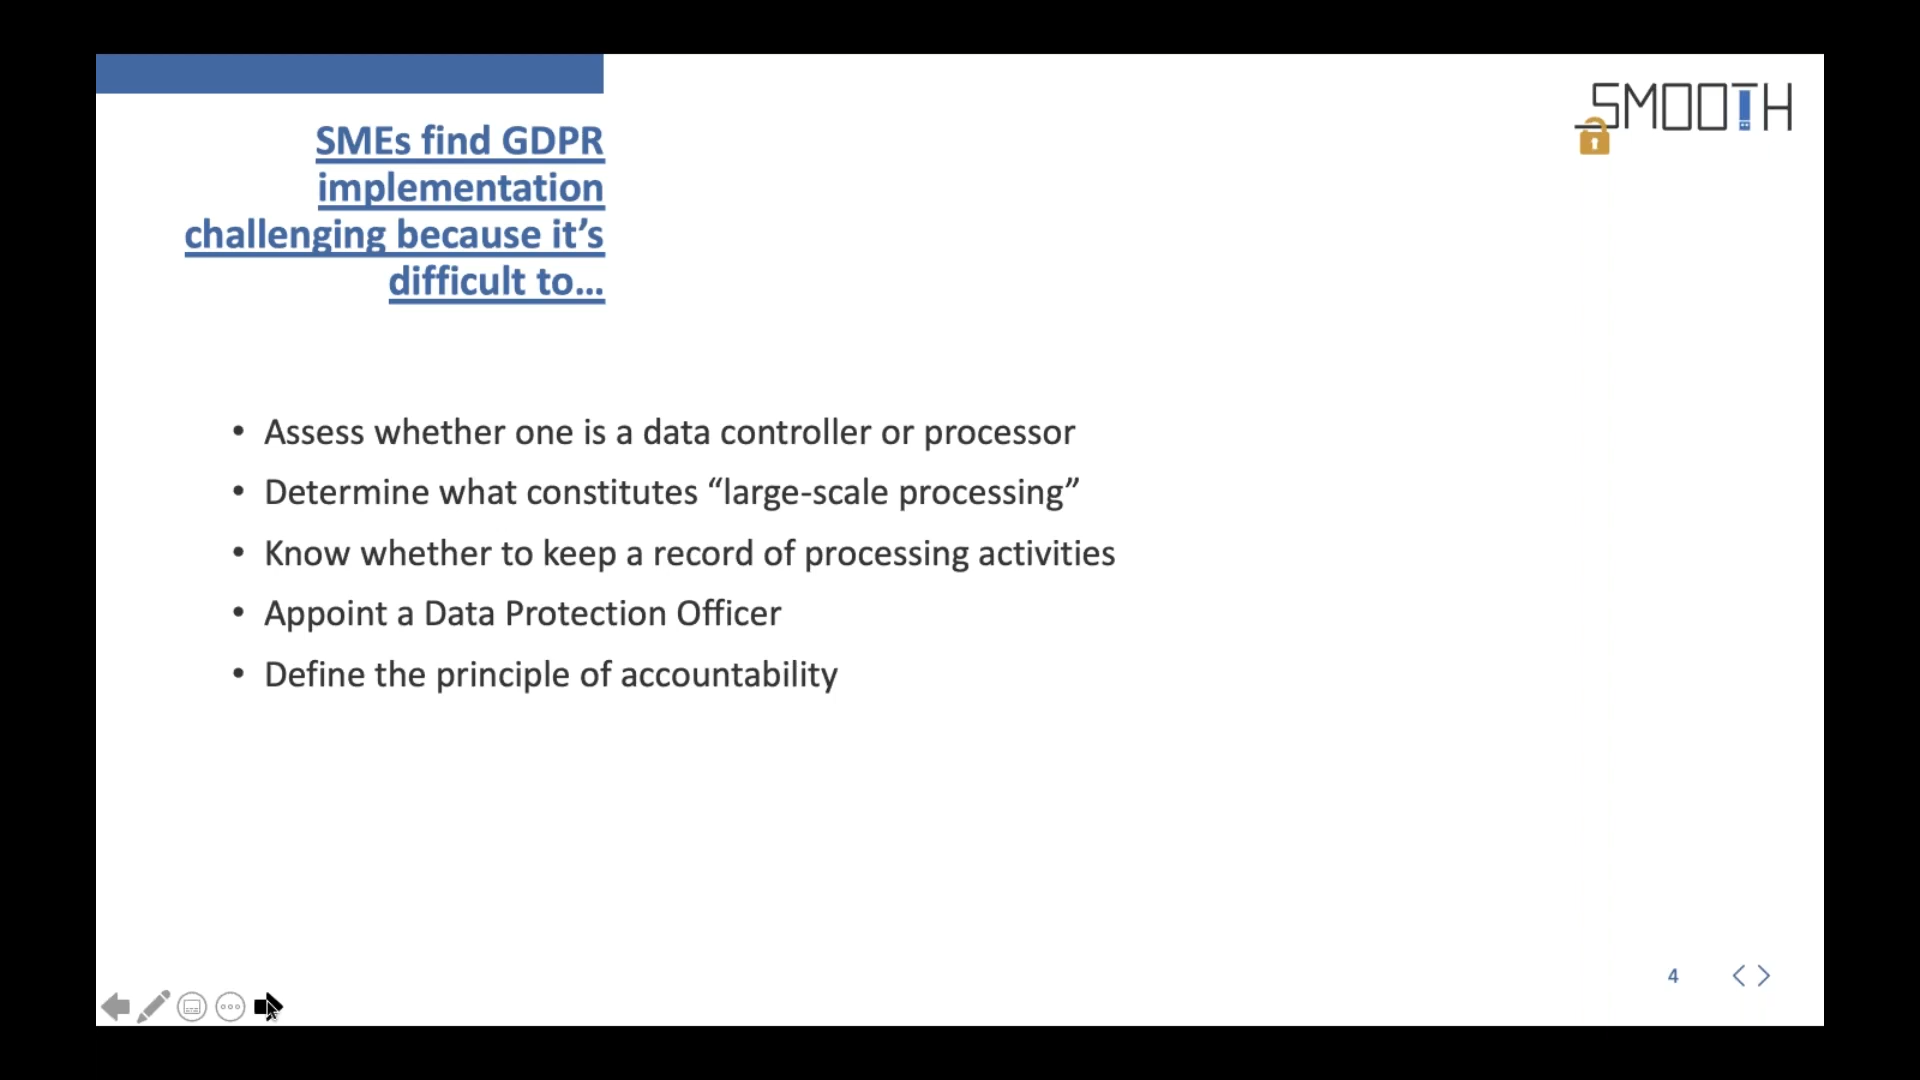 SMOOTH
SMEs find GDPR
implementation
challenging because it’s
difficult to...
• Assess whether one is a data controller or processor
• Determine what constitutes “large-scale processing”
• Know whether to keep a record of processing activities
• Appoint a Data Protection Officer
• Define the principle of accountability
4